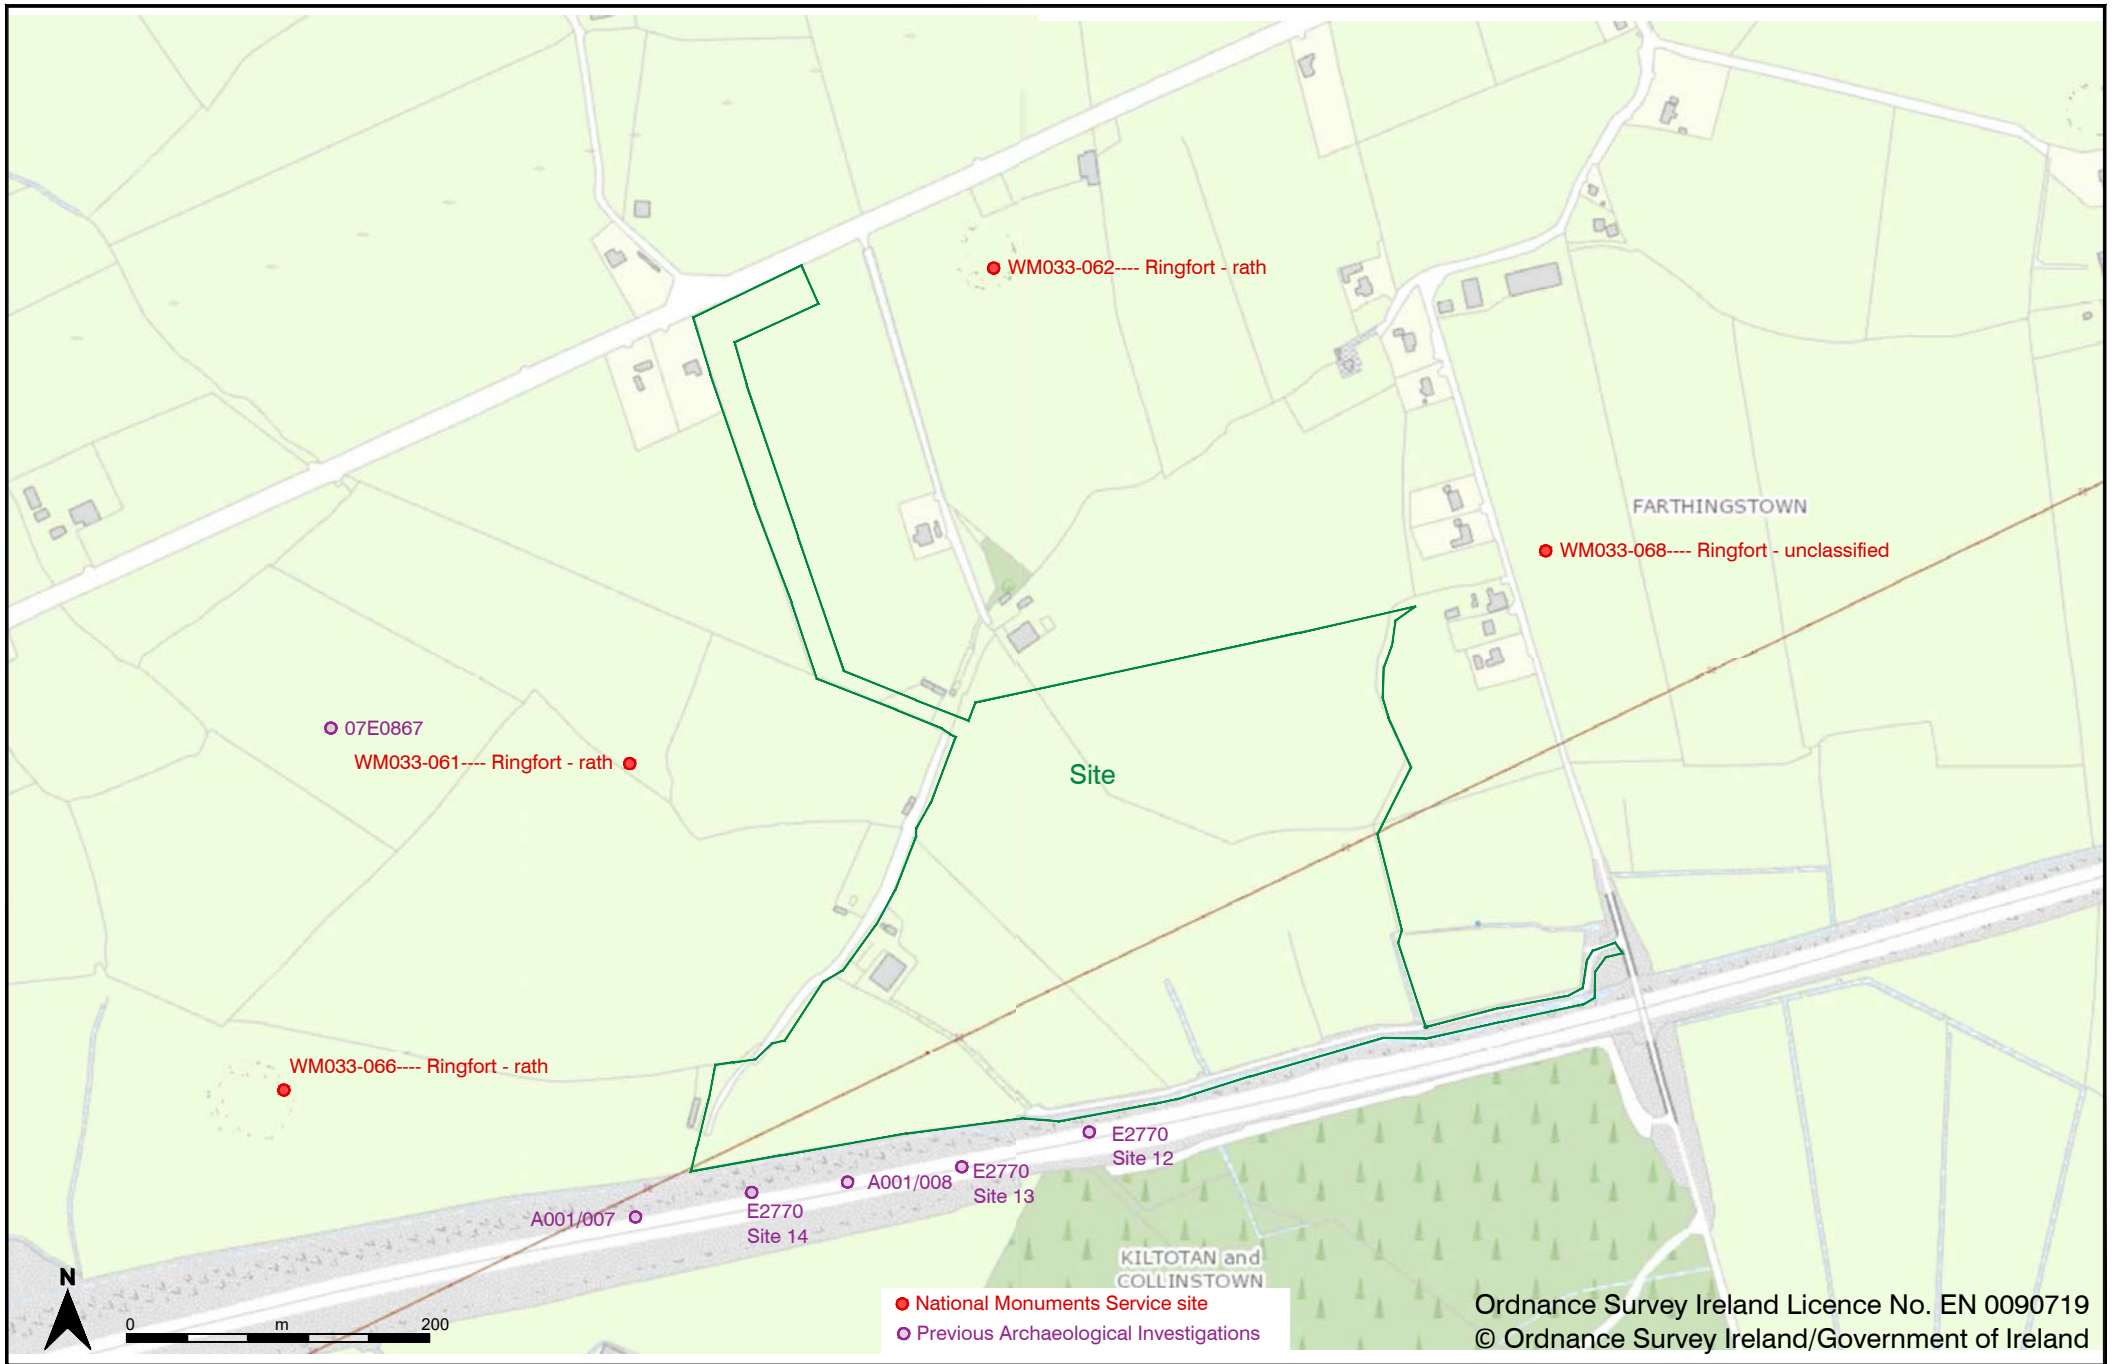 WM033-062---- Ringfort - rath
FARTHINGSTOWN
WM033-068---- Ringfort - unclassified
07E0867
WM033-061---- Ringfort - rath
Site
WM033-066---- Ringfort - rath
E2770
Site 12
E2770
Site 13
A001/008
E2770
Site 14
A001/007
KILTOTAN and
COLLINSTOWN
N
0 m 200
National Monuments Service site
Previous Archaeological Investigations
Ordnance Survey Ireland Licence No. EN 0090719
© Ordnance Survey Ireland/Government of Ireland